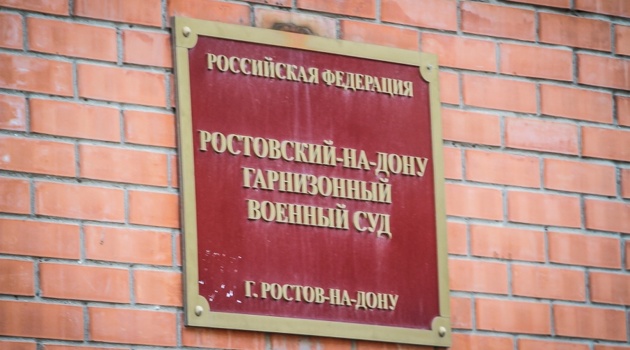 РОССИЙСКАЯ ФЕДЕРАЦИЯ
РОСТОВСКИЙ-НА-ДОНУ
ГАРНИЗОННЫЙ
ВОЕННЫЙ СУД
Г. РОСТОВ-НА-ДОНУ